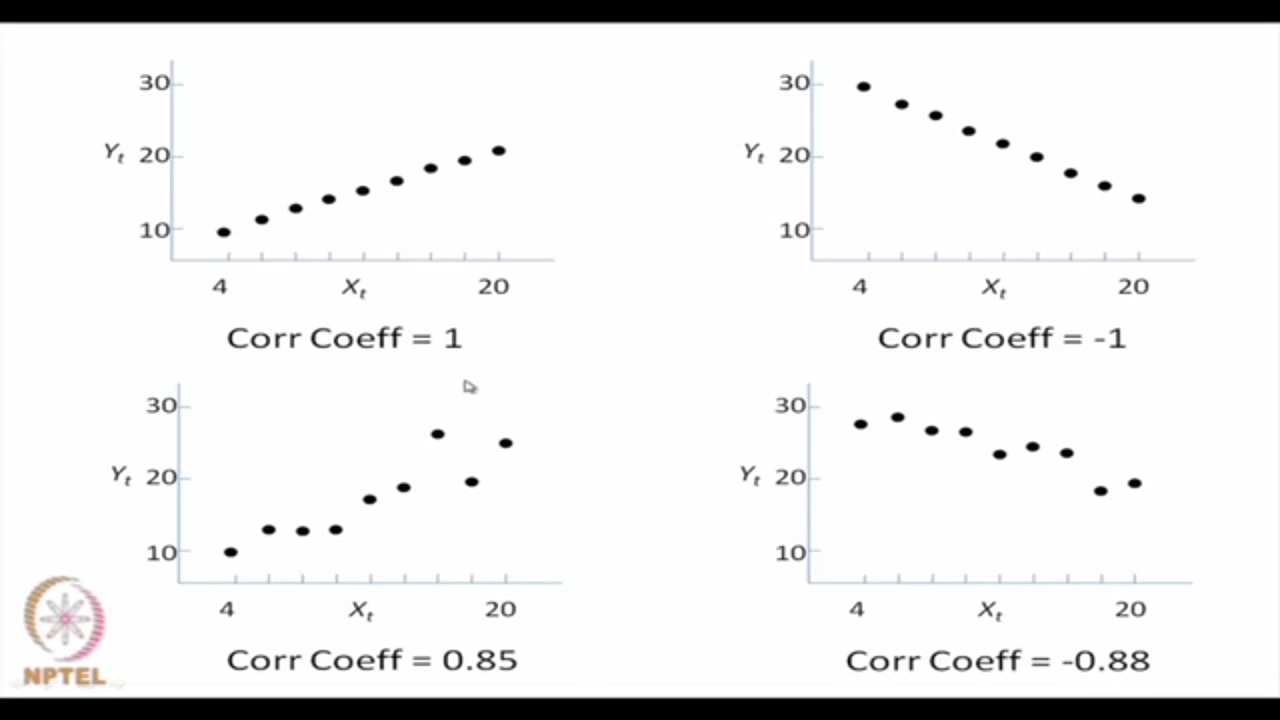 30
Yt 20
10
4 Xt 20
Corr Coeff = 1
30
Yt 20
10
4 Xt 20
Corr Coeff = -1
30
Yt 20
10
4 Xt 20
Corr Coeff = 0.85
30
Yt 20
10
4 Xt 20
Corr Coeff = -0.88
NPTEL